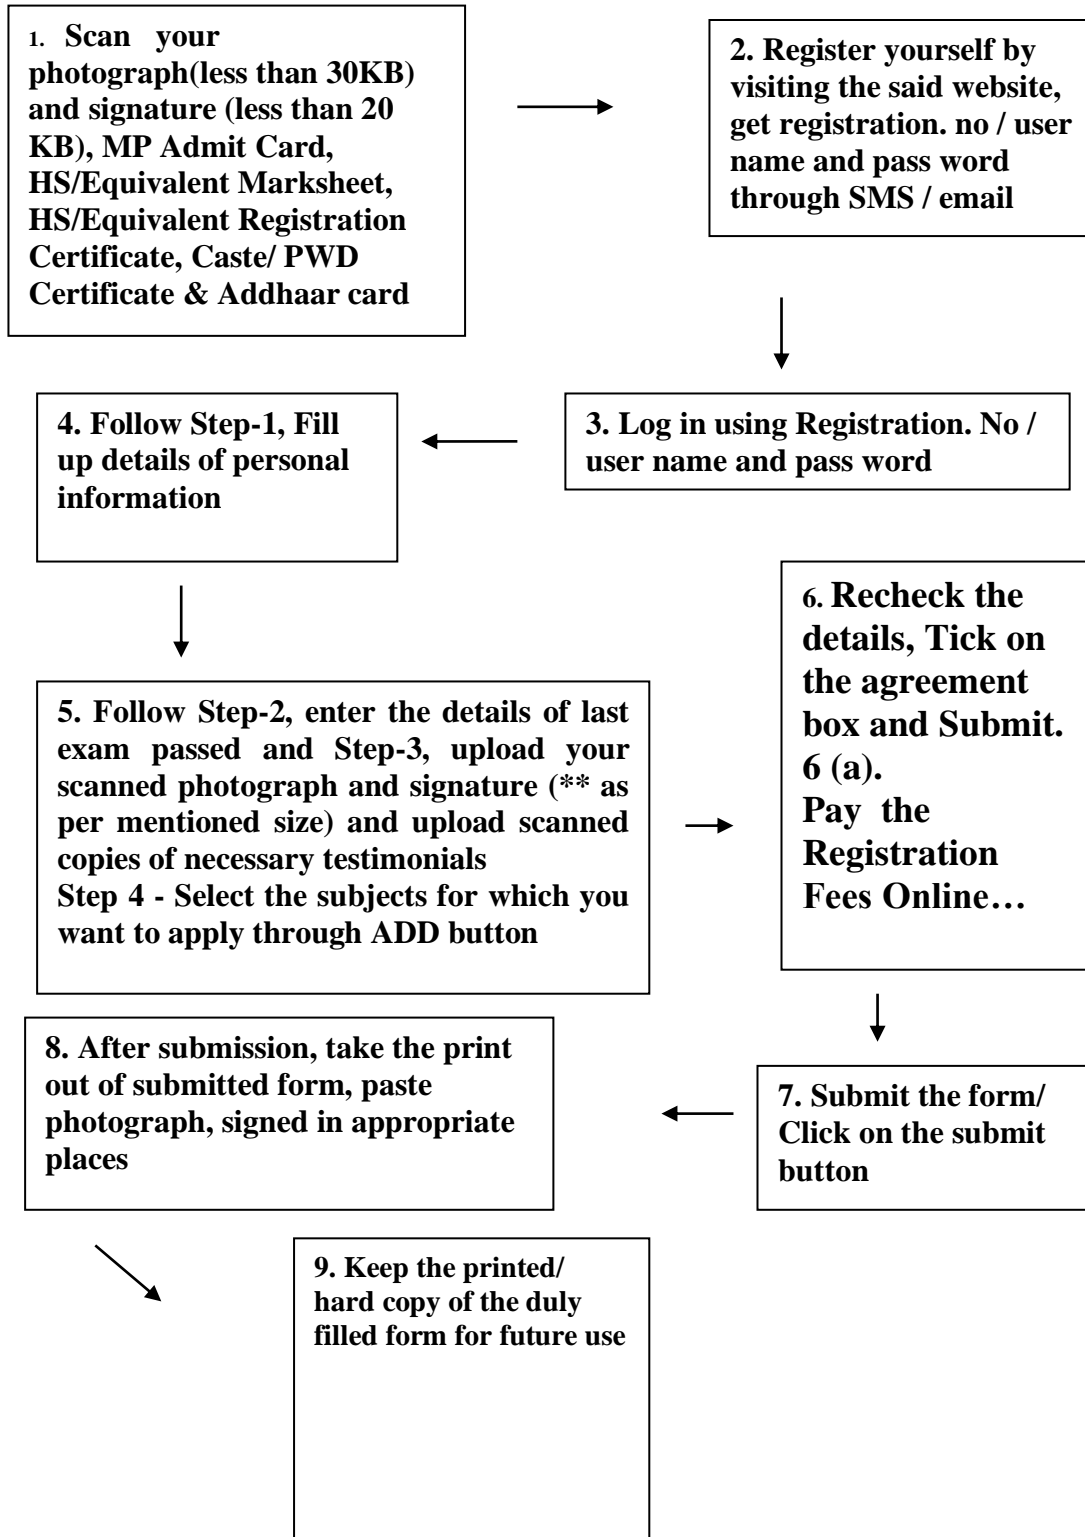 1. Scan your
photograph(less than 30KB)
and signature (less than 20
KB), MP Admit Card,
HS/Equivalent Marksheet,
HS/Equivalent Registration
Certificate, Caste/ PWD
Certificate & Addhaar card
2. Register yourself by
visiting the said website,
get registration. no / user
name and pass word
through SMS / email
3. Log in using Registration. No /
user name and pass word
4. Follow Step-1, Fill
up details of personal
information
5. Follow Step-2, enter the details of last
exam passed and Step-3, upload your
scanned photograph and signature (** as
per mentioned size) and upload scanned
copies of necessary testimonials
Step 4 - Select the subjects for which you
want to apply through ADD button
6. Recheck the
details, Tick on
the agreement
box and Submit.
6 (a).
Pay the
Registration
Fees Online…
7. Submit the form/
Click on the submit
button
8. After submission, take the print
out of submitted form, paste
photograph, signed in appropriate
places
9. Keep the printed/
hard copy of the duly
filled form for future use